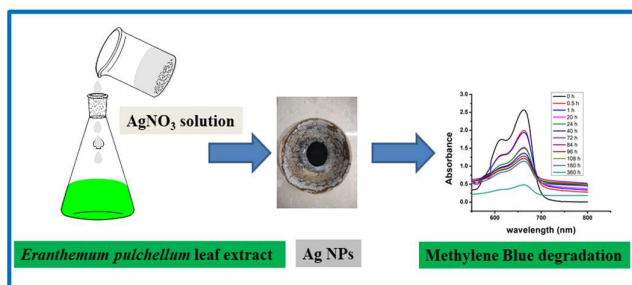 AgNO₃ solution
Eranthemum pulchellum leaf extract
Ag NPs
Absorbance
3.0
2.5
2.0
1.5
1.0
0.5
0.0
600
700
800
wavelength (nm)
0 h
0.5 h
1 h
20 h
24 h
40 h
72 h
84 h
96 h
108 h
180 h
360 h
Methylene Blue degradation